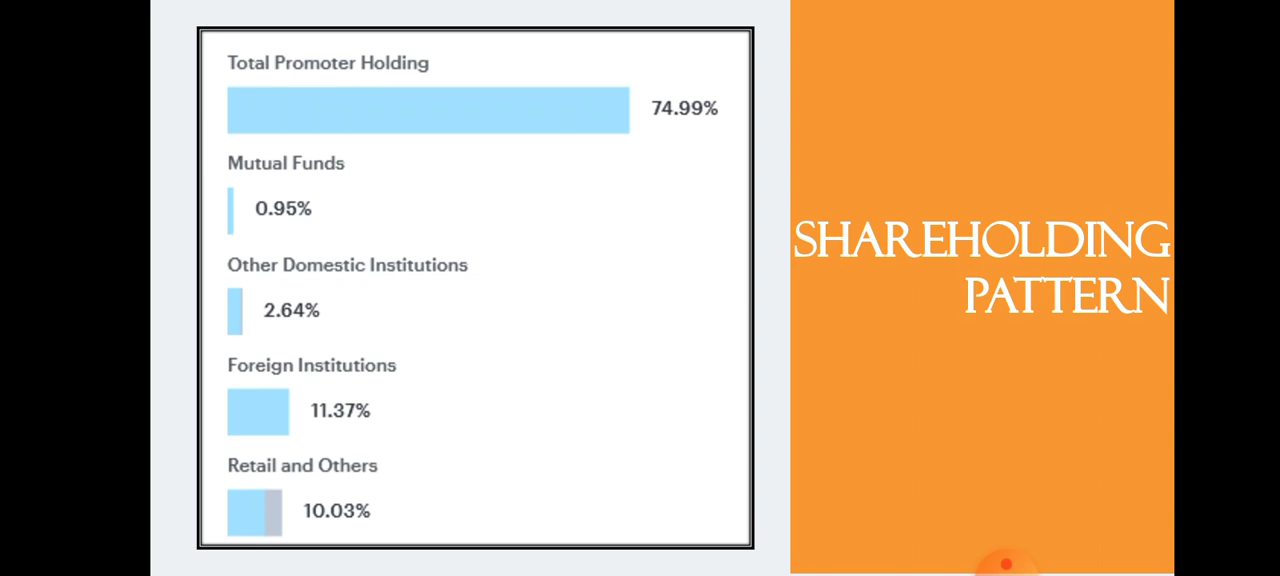 Total Promoter Holding
74.99%
Mutual Funds
0.95%
Other Domestic Institutions
2.64%
Foreign Institutions
11.37%
Retail and Others
10.03%
SHAREHOLDING
PATTERN